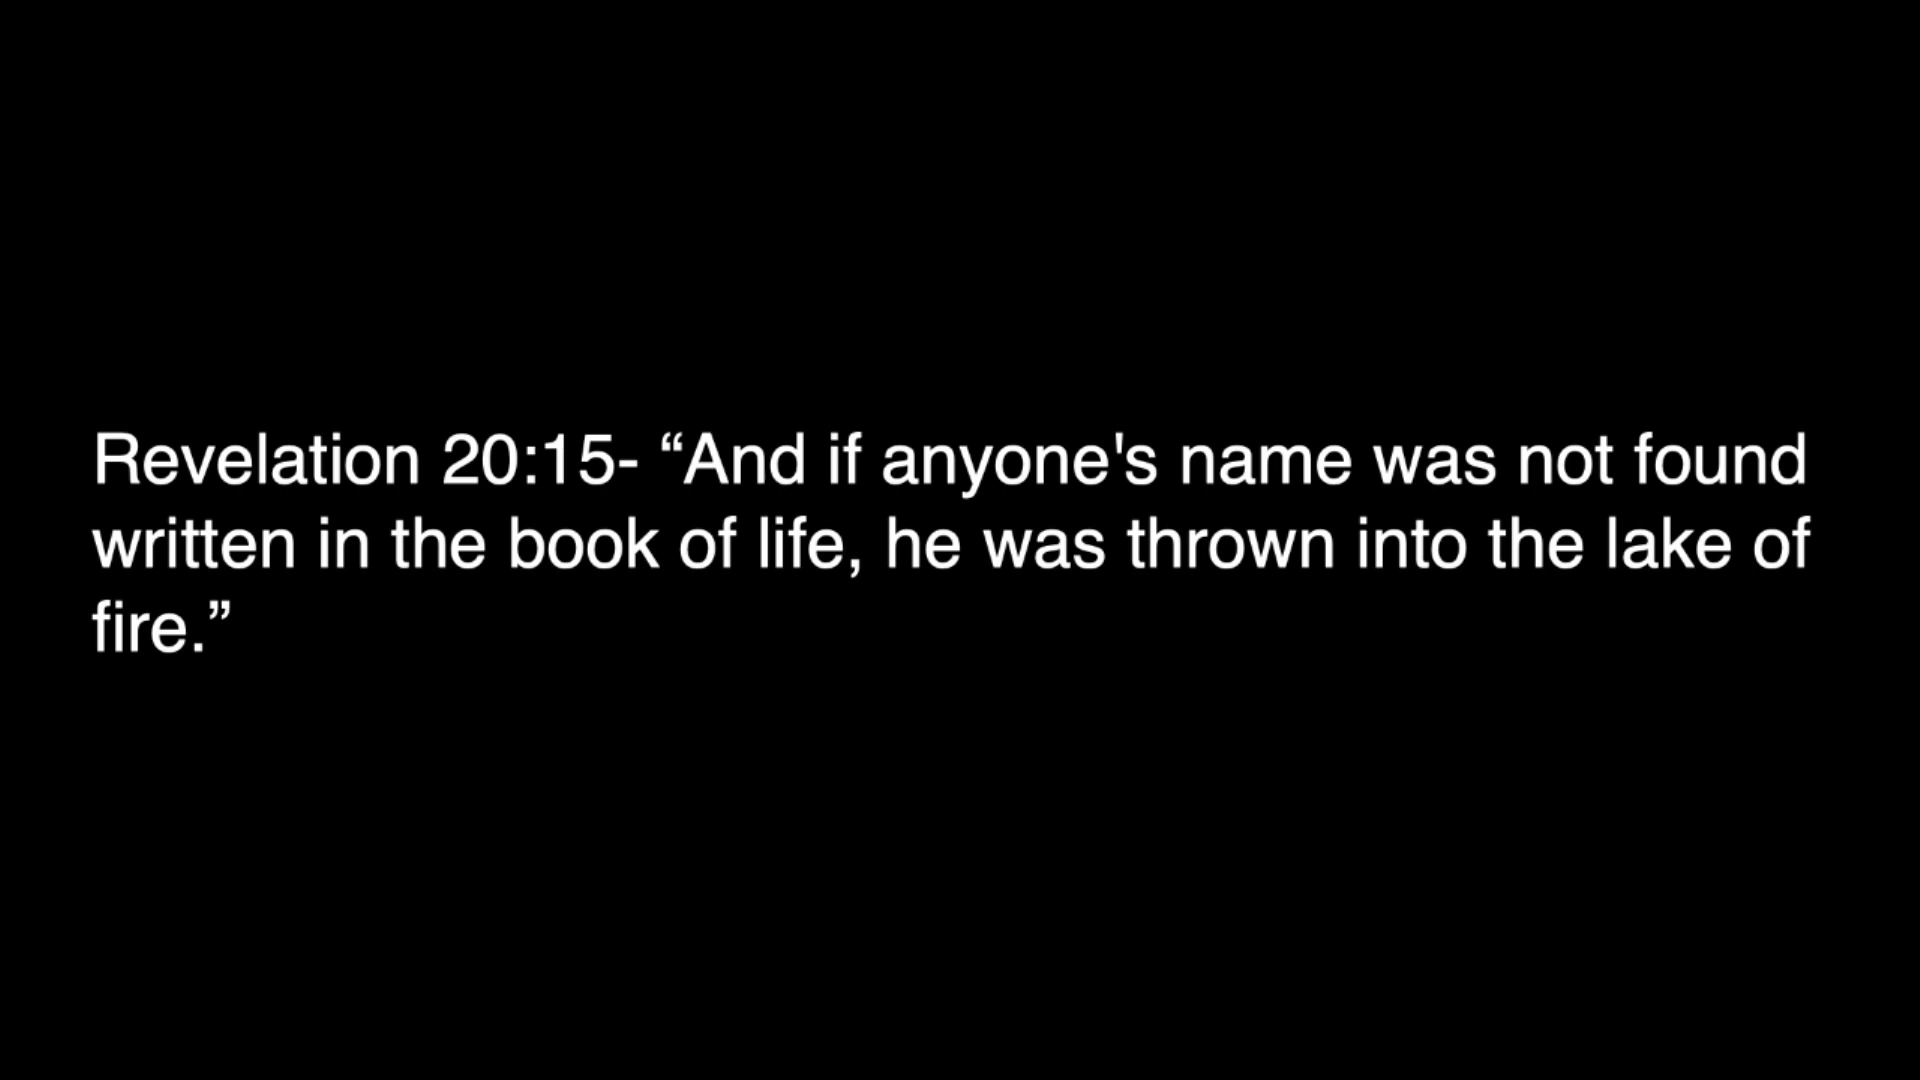 Revelation 20:15- “And if anyone's name was not found
written in the book of life, he was thrown into the lake of
fire.”